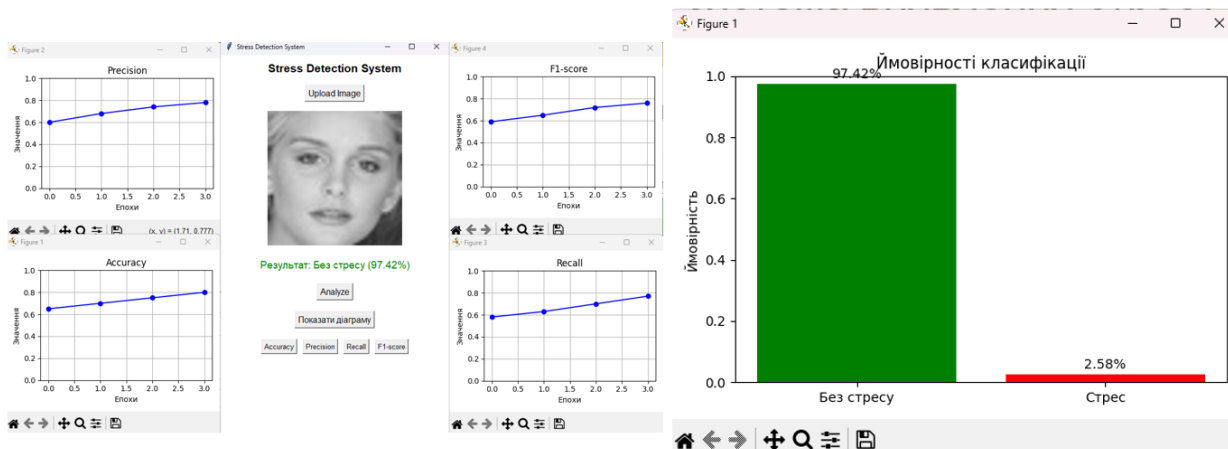 Figure 2
Precision
Значення
1.0
0.8
0.6
0.4
0.2
0.0
0.0 0.5 1.0 1.5 2.0 2.5 3.0
Епохи
(x, y) = (1.71, 0.777)
Figure 1
Accuracy
Значення
1.0
0.8
0.6
0.4
0.2
0.0
0.0 0.5 1.0 1.5 2.0 2.5 3.0
Епохи
Stress Detection System
Stress Detection System
Upload Image
Результат: Без стресу (97.42%)
Analyze
Показати діаграму
Accuracy Precision Recall F1-score
Figure 4
F1-score
Значення
1.0
0.8
0.6
0.4
0.2
0.0
0.0 0.5 1.0 1.5 2.0 2.5 3.0
Епохи
Figure 3
Recall
Значення
1.0
0.8
0.6
0.4
0.2
0.0
0.0 0.5 1.0 1.5 2.0 2.5 3.0
Епохи
Figure 1
Ймовірності класифікації
97.42%
Ймовірність
1.0
0.8
0.6
0.4
0.2
0.0
2.58%
Без стресу Стрес